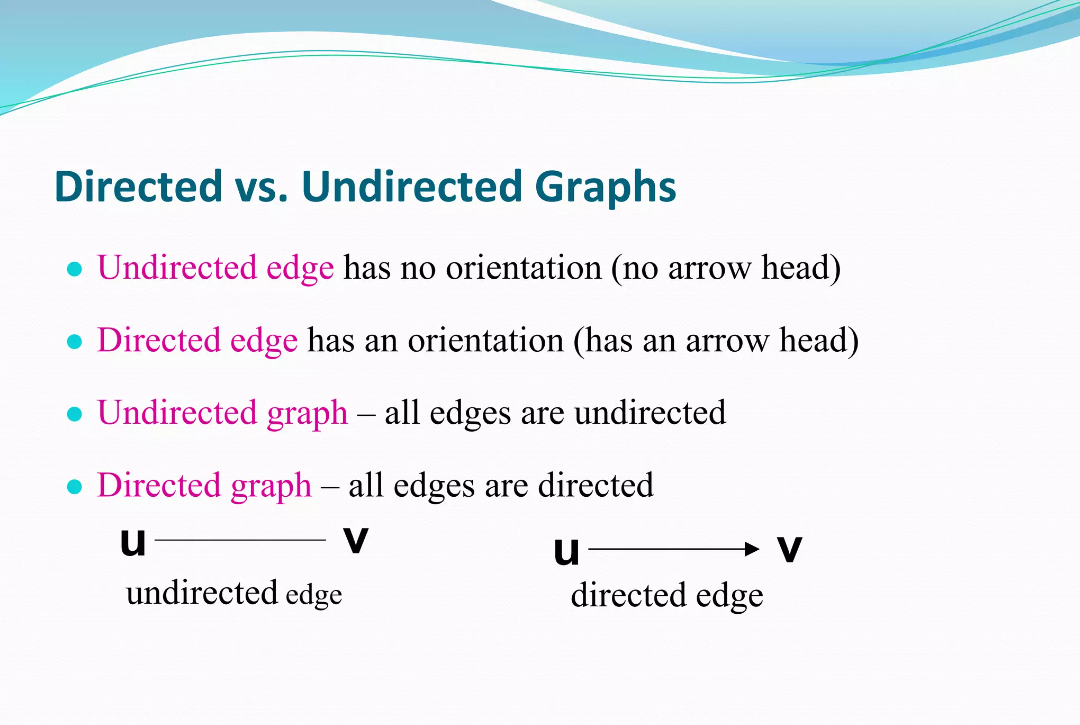 Directed vs. Undirected Graphs
● Undirected edge has no orientation (no arrow head)
● Directed edge has an orientation (has an arrow head)
● Undirected graph – all edges are undirected
● Directed graph – all edges are directed
u v
undirected edge
u v
directed edge